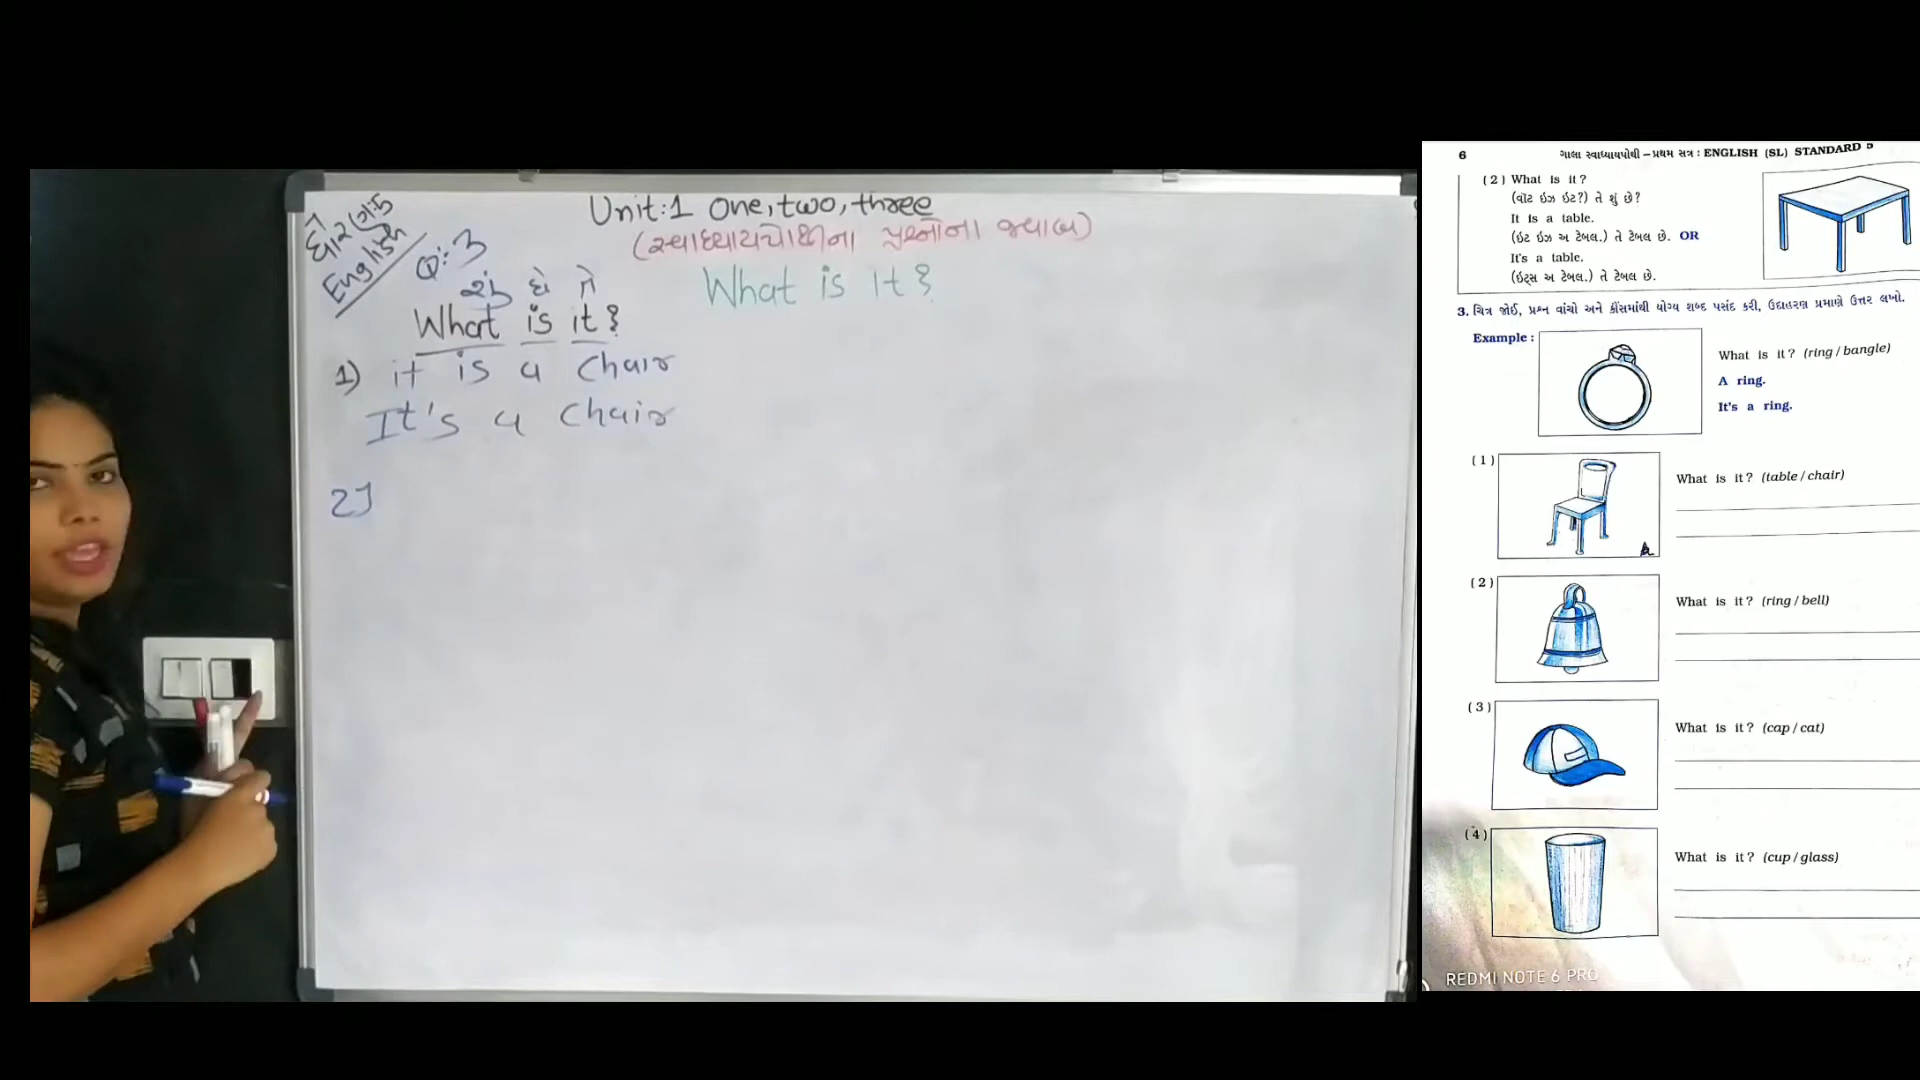 ધોરણ:5
English
Unit:1 One, two, three
(સ્વાધ્યાયપોથીના પ્રશ્નોના જવાબ)
Q:3
What is it?
શું છે તે
What is it?
1) it is a chair
It's a chair
2)
6 ગાલા સ્વાધ્યાયપોથી – પ્રથમ સત્ર : ENGLISH (SL) STANDARD 5
(2) What is it?
(વૉટ ઇઝ ઇટ?) તે શું છે?
It is a table.
(ઇટ ઇઝ અ ટેબલ.) તે ટેબલ છે. OR
It's a table.
(ઇટ્સ અ ટેબલ.) તે ટેબલ છે.
3. ચિત્ર જોઈ, પ્રશ્ન વાંચો અને કૌંસમાંથી યોગ્ય શબ્દ પસંદ કરી, ઉદાહરણ પ્રમાણે ઉત્તર લખો.
Example :
What is it? (ring / bangle)
A ring.
It's a ring.
(1) What is it? (table / chair)
(2) What is it? (ring / bell)
(3) What is it? (cap / cat)
(4) What is it? (cup / glass)
REDMI NOTE 6 PRO